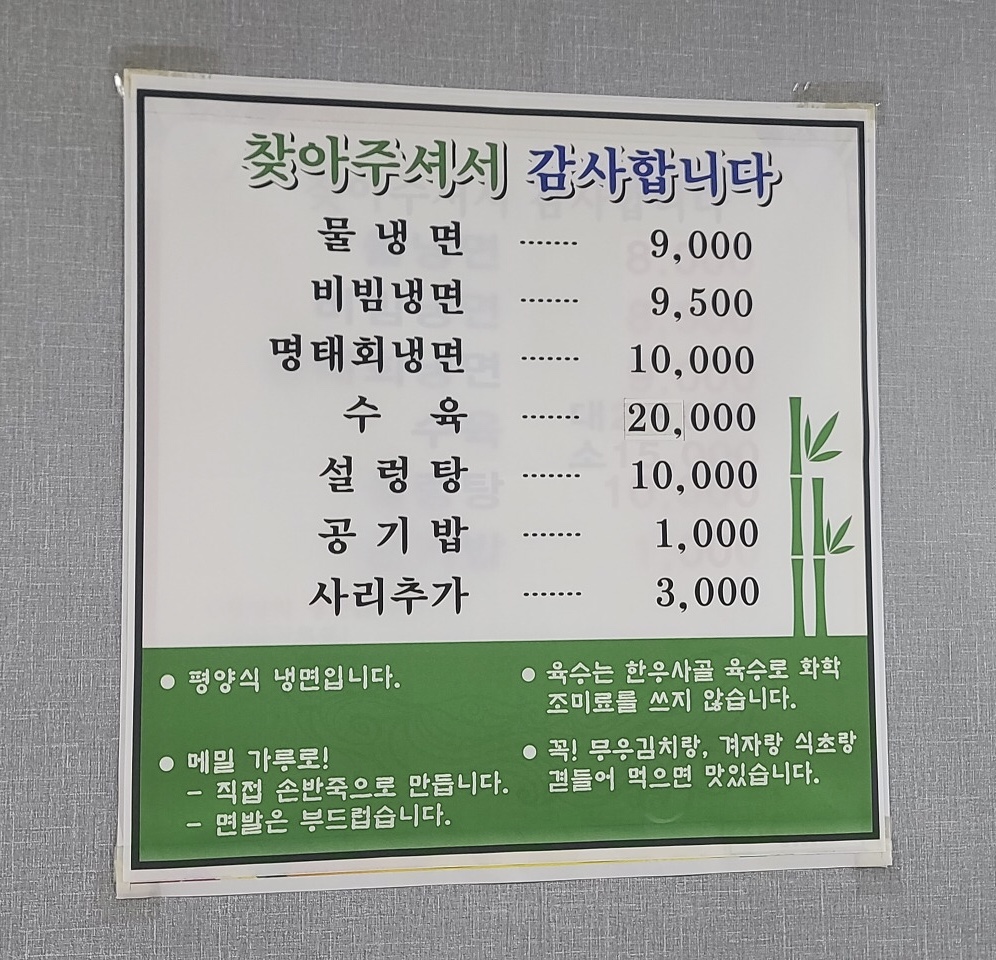 찾아주셔서 감사합니다
물냉면 ······· 9,000
비빔냉면 ······· 9,500
명태회냉면 ······· 10,000
수육 ······· 20,000
설렁탕 ······· 10,000
공기밥 ······· 1,000
사리추가 ······· 3,000
● 평양식 냉면입니다.
● 메밀 가루로!
- 직접 손반죽으로 만듭니다.
- 면발은 부드럽습니다.
● 육수는 한우사골 육수로 화학
조미료를 쓰지 않습니다.
● 꼭! 무우김치랑, 겨자랑 식초랑
곁들어 먹으면 맛있습니다.